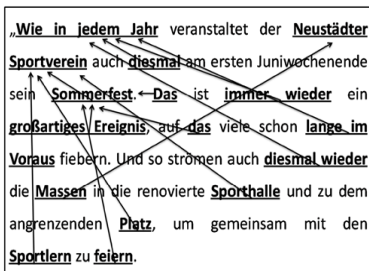 „Wie in jedem Jahr veranstaltet der Neustädter
Sportverein auch diesmal am ersten Juniwochenende
sein Sommerfest. Das ist immer wieder ein
großartiges Ereignis, auf das viele schon lange im
Voraus fiebern. Und so strömen auch diesmal wieder
die Massen in die renovierte Sporthalle und zu dem
angrenzenden Platz, um gemeinsam mit den
Sportlern zu feiern.